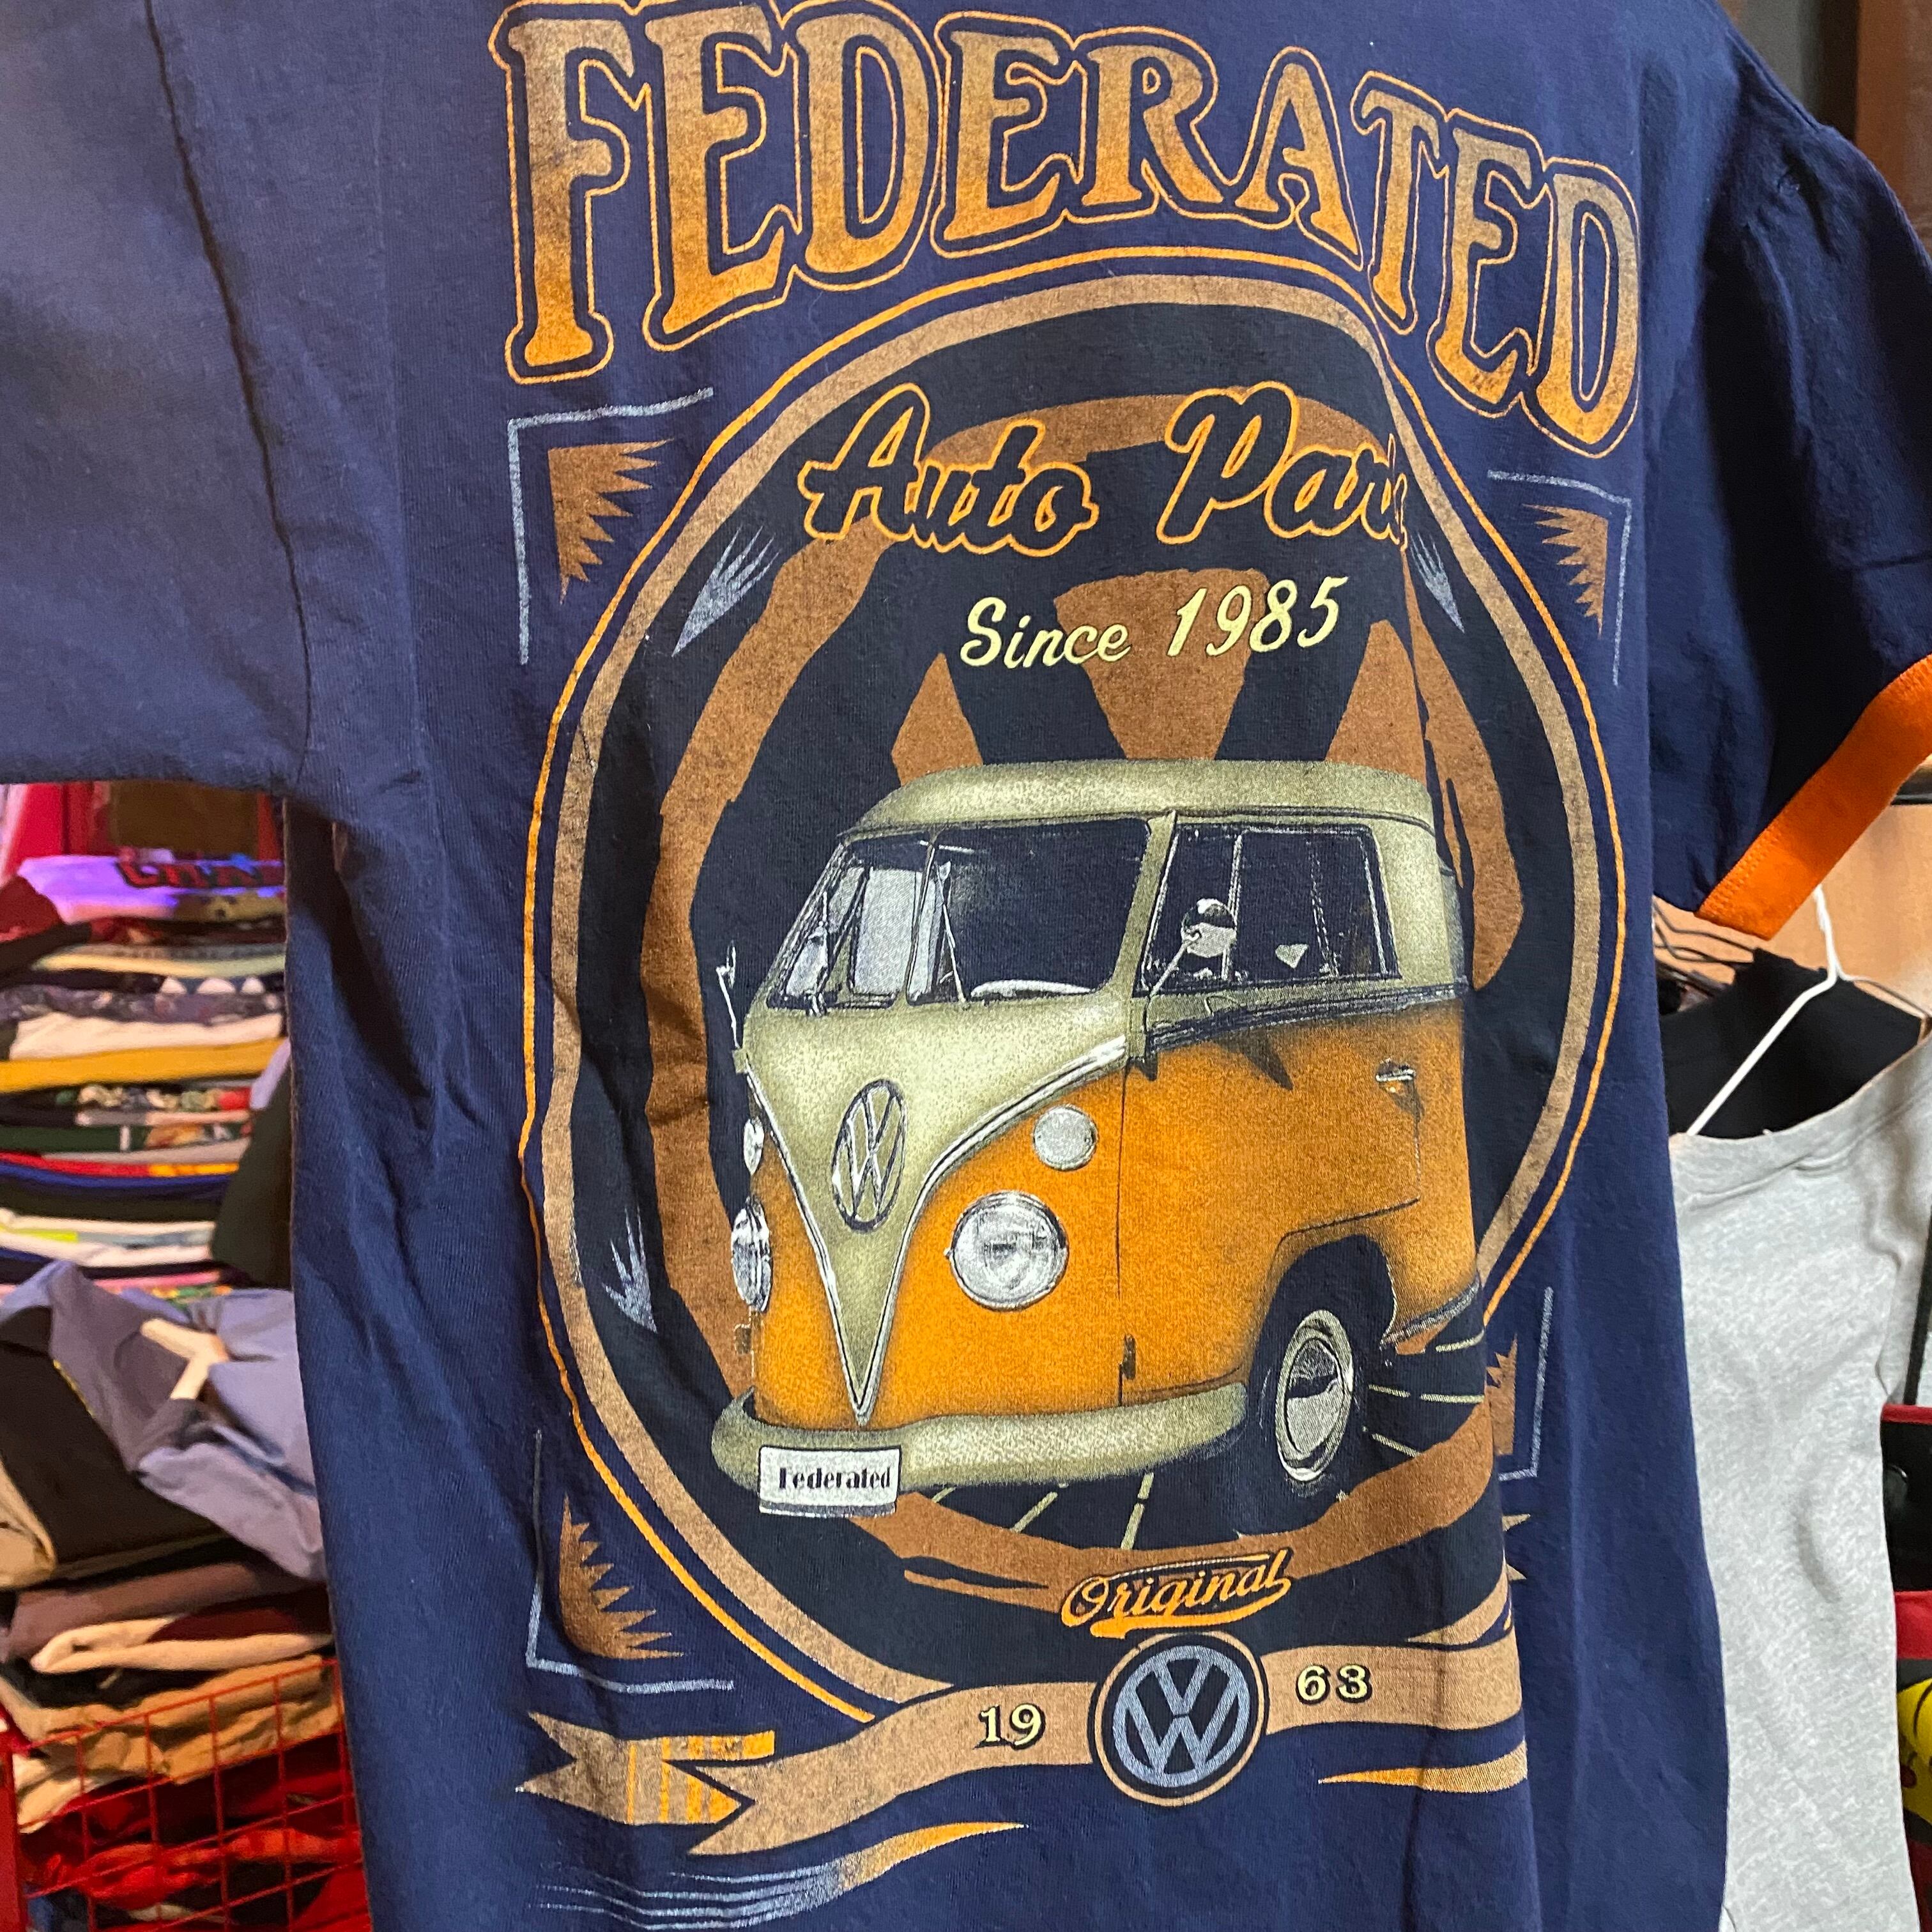 FEDERATED
Auto Parts
Since 1985
Federated
Original
19 63